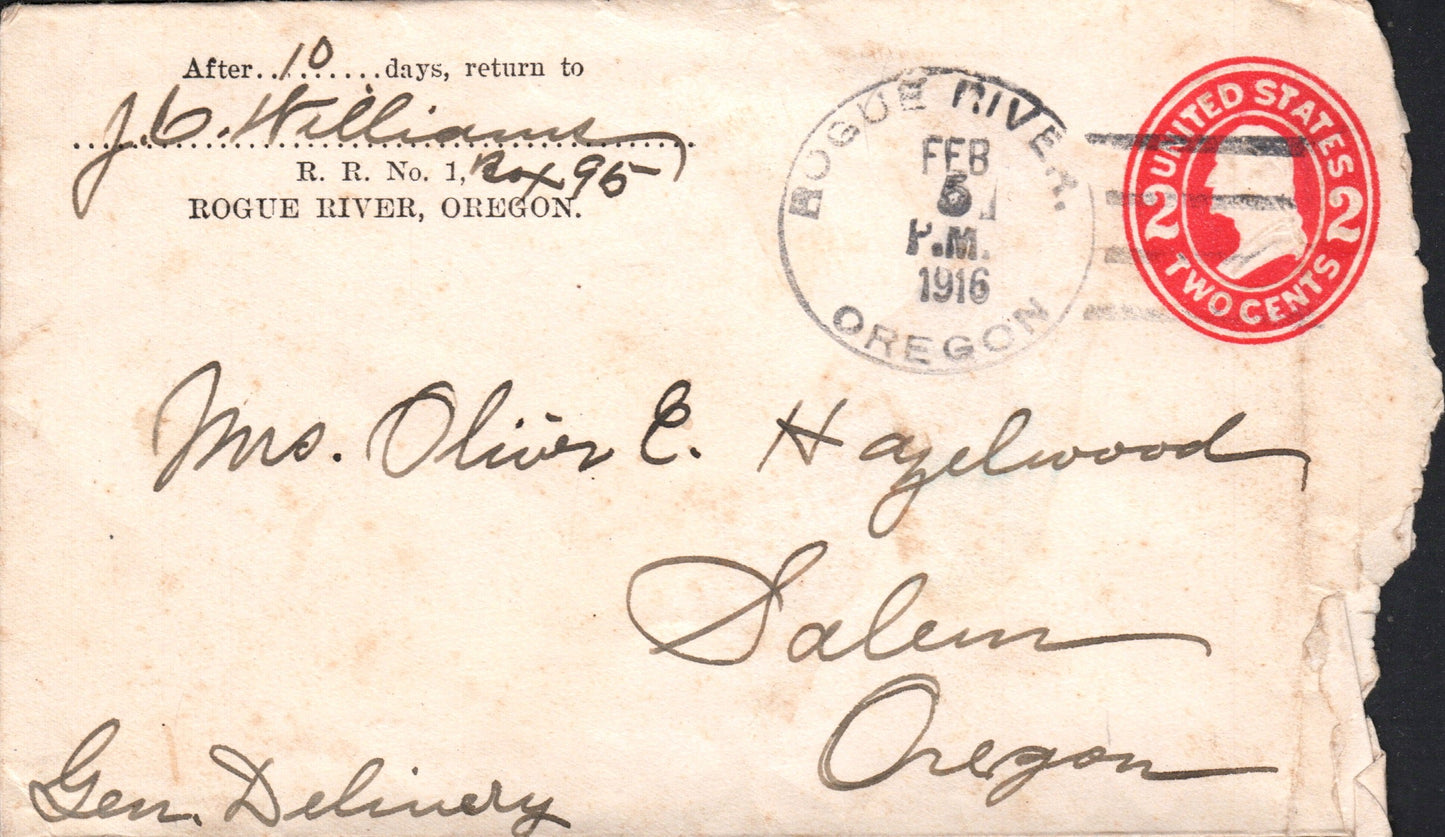 After..10.....days, return to
J. C. Williams
R. R. No. 1, Box 95
ROGUE RIVER, OREGON.
ROGUE RIVER.
FEB
5
P.M.
1916
OREGON
UNITED STATES
2 2
TWO CENTS
Mrs. Oliver E. Hazelwood
Salem
Oregon
Gen. Delivery